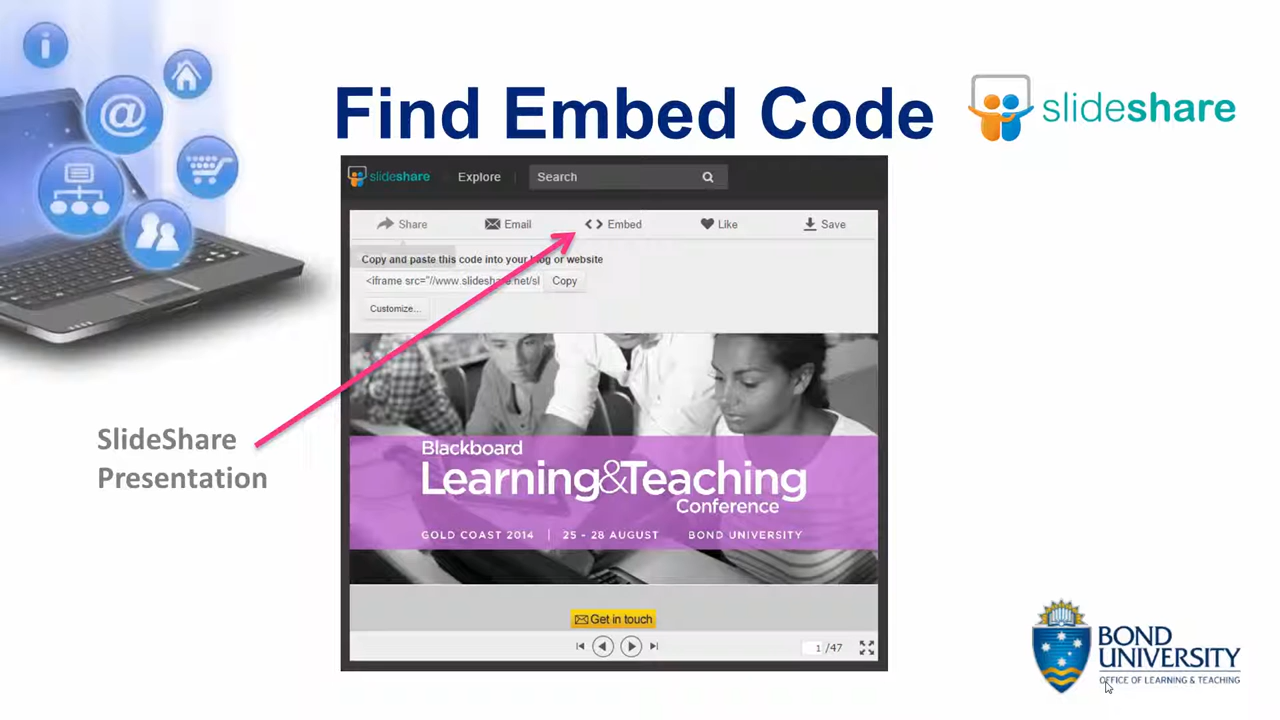 Find Embed Code
slideshare
slideshare Explore Search
Share Email Embed Like Save
Copy and paste this code into your blog or website
<iframe src="//www.slideshare.net/sl Copy
Customize...
SlideShare
Presentation
Blackboard
Learning&Teaching
Conference
GOLD COAST 2014 | 25 - 28 AUGUST BOND UNIVERSITY
Get in touch
1 /47
BOND
UNIVERSITY
OFFICE OF LEARNING & TEACHING